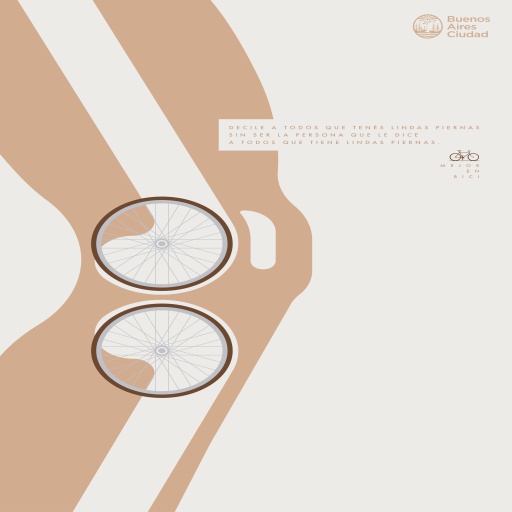 Buenos
Aires
Ciudad
DECILE A TODOS QUE TENÉS LINDAS PIERNAS
SIN SER LA PERSONA QUE LE DICE
A TODOS QUE TIENE LINDAS PIERNAS.
MEJOR
EN
BICI